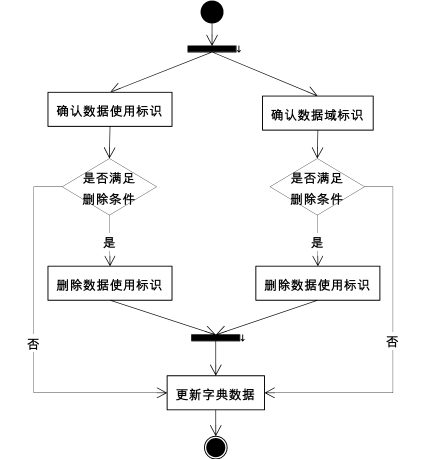 确认数据使用标识
确认数据域标识
是否满足
删除条件
是否满足
删除条件
是
是
删除数据使用标识
删除数据使用标识
否
否
更新字典数据